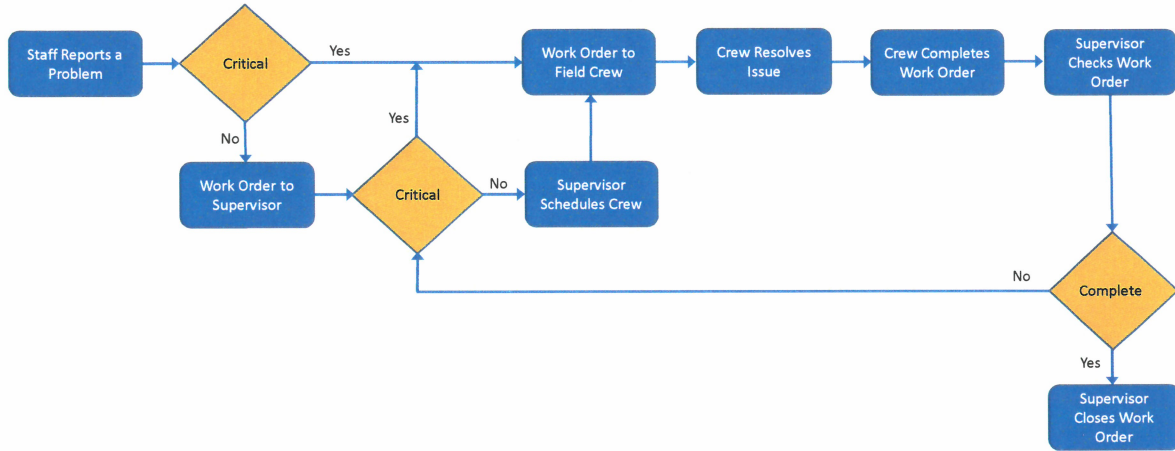 Staff Reports a
Problem
Critical
Yes
Work Order to
Field Crew
Crew Resolves
Issue
Crew Completes
Work Order
Supervisor
Checks Work
Order
No
Yes
Work Order to
Supervisor
Critical
No
Supervisor
Schedules Crew
No
Complete
Yes
Supervisor
Closes Work
Order